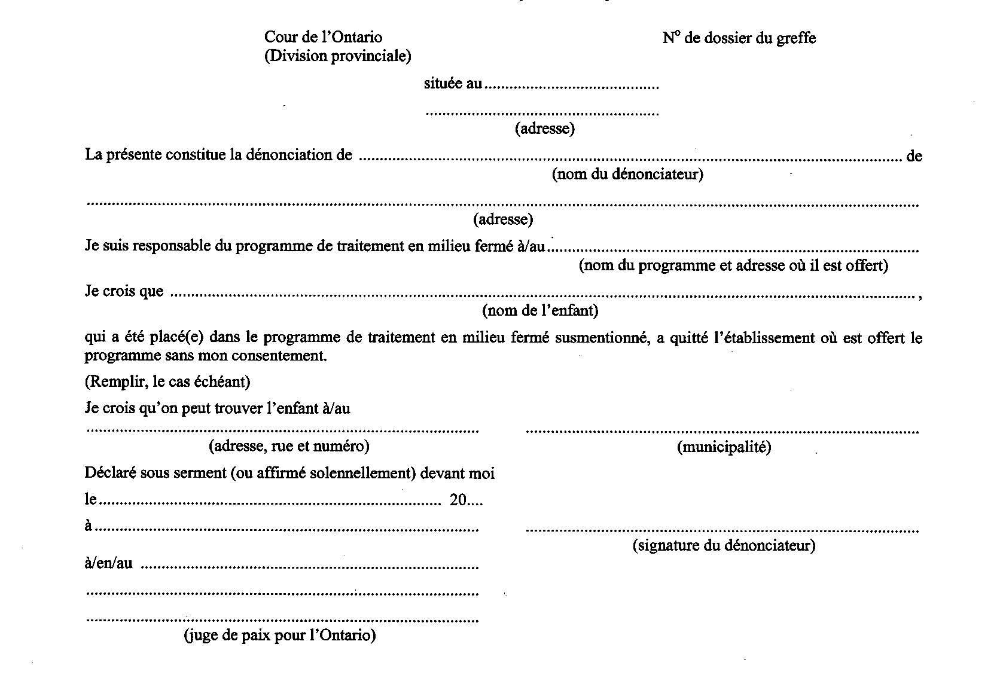 Cour de l'Ontario N° de dossier du greffe
(Division provinciale)
située au..........................................
........................................................
(adresse)
La présente constitue la dénonciation de .................................................................................................................................. de
(nom du dénonciateur)
........................................................................................................................................................................................................
(adresse)
Je suis responsable du programme de traitement en milieu fermé à/au.........................................................................................
(nom du programme et adresse où il est offert)
Je crois que .................................................................................................................................................................................. ,
(nom de l'enfant)
qui a été placé(e) dans le programme de traitement en milieu fermé susmentionné, a quitté l'établissement où est offert le
programme sans mon consentement.
(Remplir, le cas échéant)
Je crois qu'on peut trouver l'enfant à/au
.............................................................................................. ..............................................................................................
(adresse, rue et numéro) (municipalité)
Déclaré sous serment (ou affirmé solennellement) devant moi
le.................................................................................. 20....
à............................................................................................ ..............................................................................................
(signature du dénonciateur)
à/en/au .................................................................................
..............................................................................................
..............................................................................................
(juge de paix pour l'Ontario)